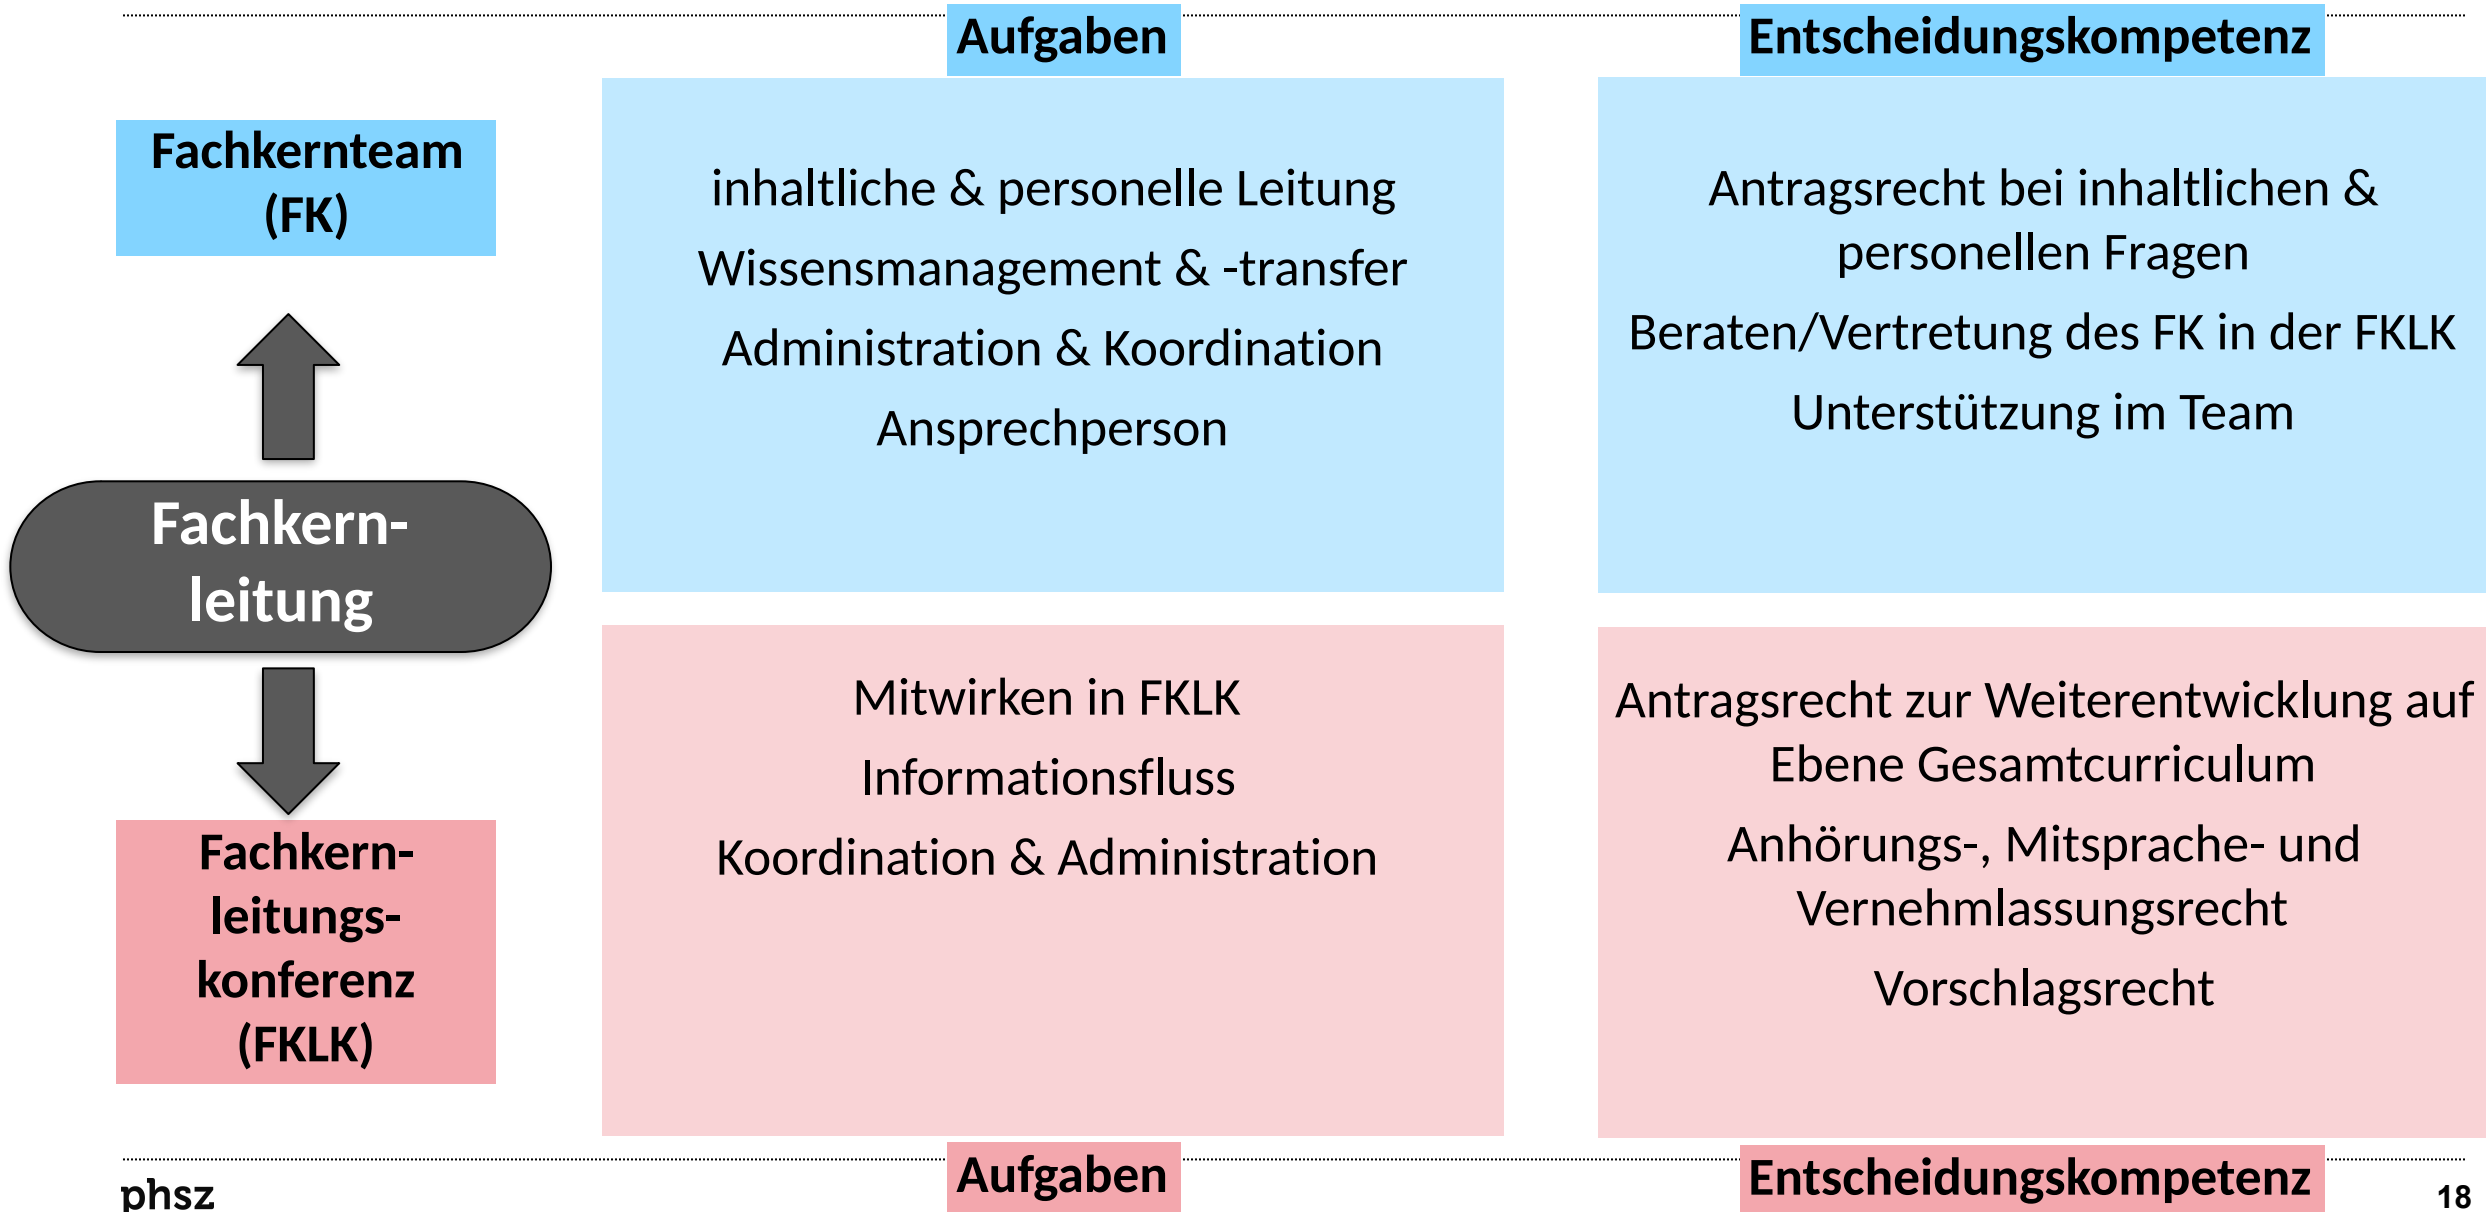 Aufgaben
Entscheidungskompetenz
Fachkernteam
(FK)
inhaltliche & personelle Leitung
Wissensmanagement & -transfer
Administration & Koordination
Ansprechperson
Antragsrecht bei inhaltlichen &
personellen Fragen
Beraten/Vertretung des FK in der FKLK
Unterstützung im Team
Fachkern-
leitung
Mitwirken in FKLK
Informationsfluss
Koordination & Administration
Antragsrecht zur Weiterentwicklung auf
Ebene Gesamtcurriculum
Anhörungs-, Mitsprache- und
Vernehmlassungsrecht
Vorschlagsrecht
Fachkern-
leitungs-
konferenz
(FKLK)
Aufgaben
Entscheidungskompetenz
phsz
18